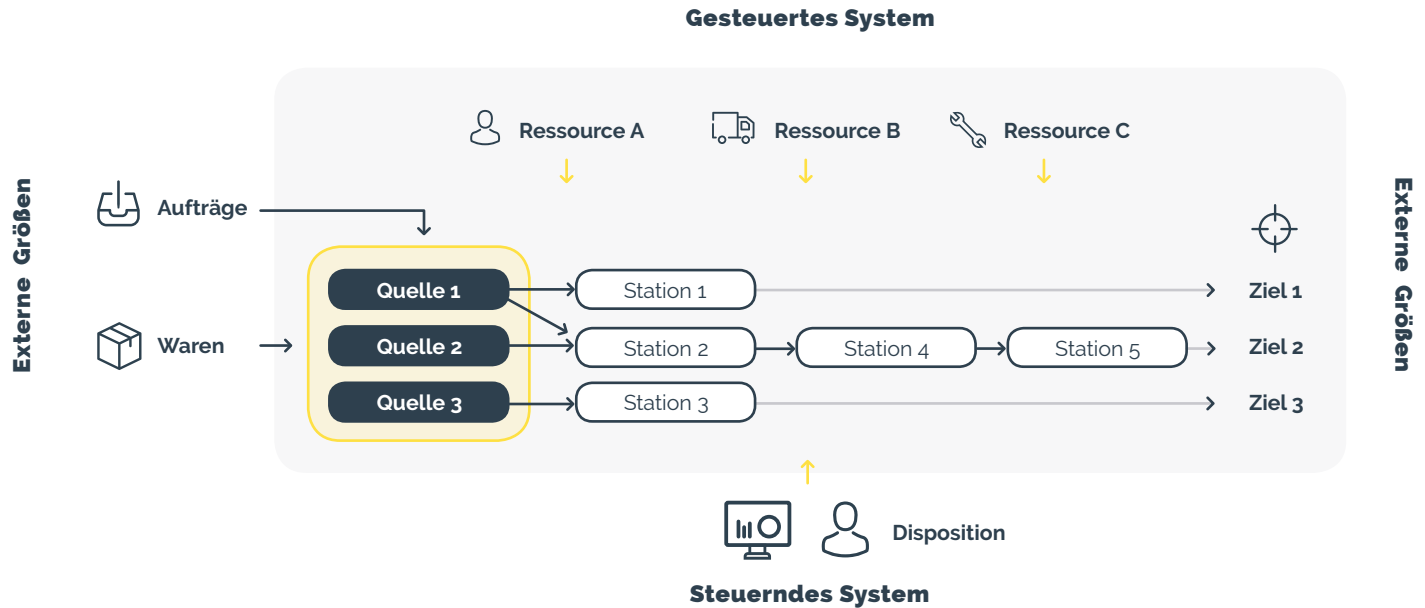 Gesteuertes System
Ressource A
Ressource B
Ressource C
Externe Größen
Aufträge
Waren
Quelle 1
Station 1
Ziel 1
Quelle 2
Station 2
Station 4
Station 5
Ziel 2
Quelle 3
Station 3
Ziel 3
Externe Größen
Disposition
Steuerndes System